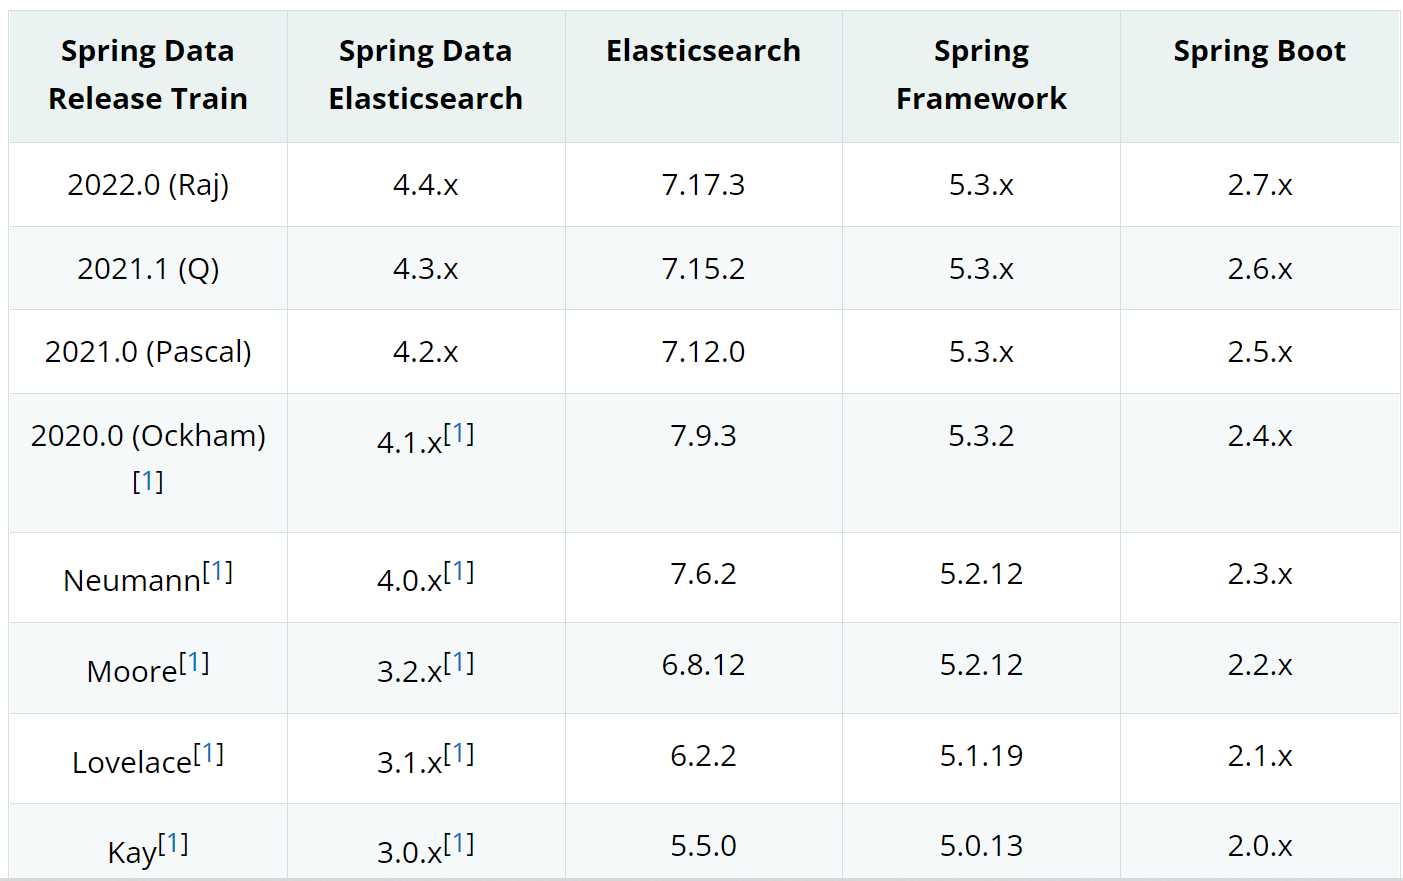 Spring Data Release Train Spring Data Elasticsearch Elasticsearch Spring Framework Spring Boot
2022.0 (Raj) 4.4.x 7.17.3 5.3.x 2.7.x
2021.1 (Q) 4.3.x 7.15.2 5.3.x 2.6.x
2021.0 (Pascal) 4.2.x 7.12.0 5.3.x 2.5.x
2020.0 (Ockham)[1] 4.1.x[1] 7.9.3 5.3.2 2.4.x
Neumann[1] 4.0.x[1] 7.6.2 5.2.12 2.3.x
Moore[1] 3.2.x[1] 6.8.12 5.2.12 2.2.x
Lovelace[1] 3.1.x[1] 6.2.2 5.1.19 2.1.x
Kay[1] 3.0.x[1] 5.5.0 5.0.13 2.0.x